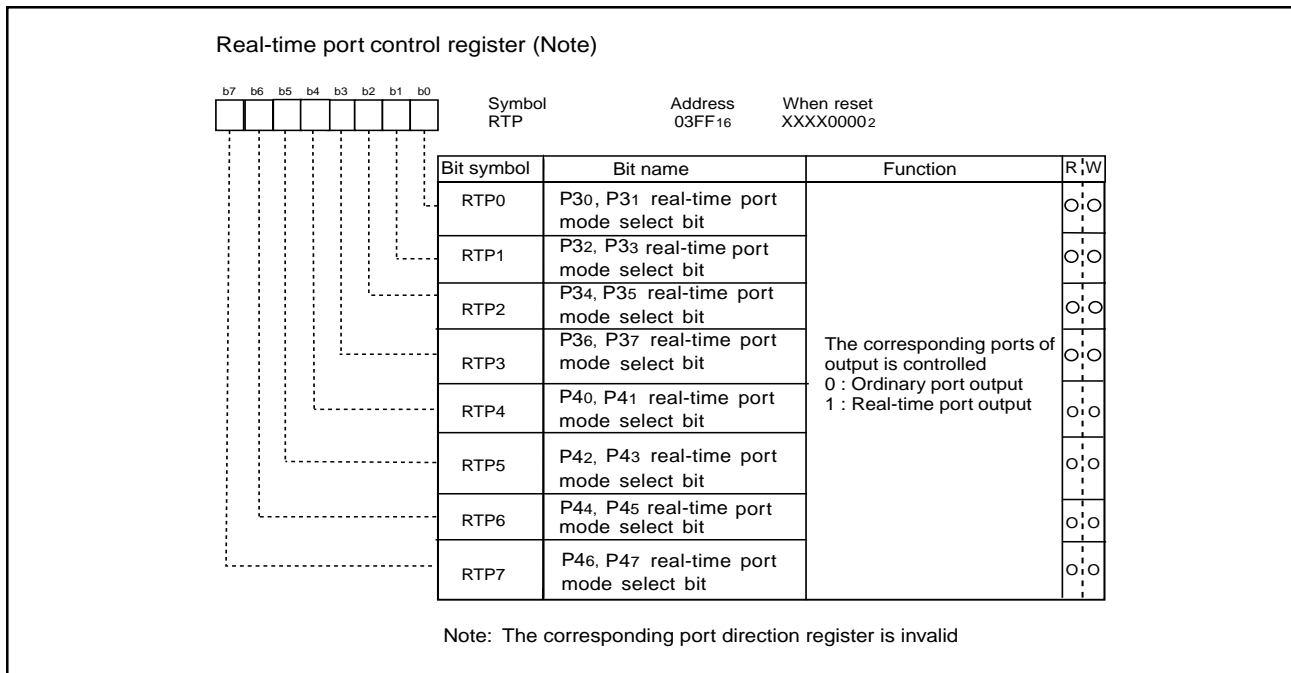 Real-time port control register (Note)
b7 b6 b5 b4 b3 b2 b1 b0
Symbol Address When reset
RTP 03FF16 XXXX00002
Bit symbol Bit name Function R W
RTP0 P30, P31 real-time port
mode select bit
O O
RTP1 P32, P33 real-time port
mode select bit
O O
RTP2 P34, P35 real-time port
mode select bit
O O
RTP3 P36, P37 real-time port
mode select bit
O O
RTP4 P40, P41 real-time port
mode select bit
O O
RTP5 P42, P43 real-time port
mode select bit
O O
RTP6 P44, P45 real-time port
mode select bit
O O
RTP7 P46, P47 real-time port
mode select bit
O O
The corresponding ports of
output is controlled
0 : Ordinary port output
1 : Real-time port output
Note: The corresponding port direction register is invalid